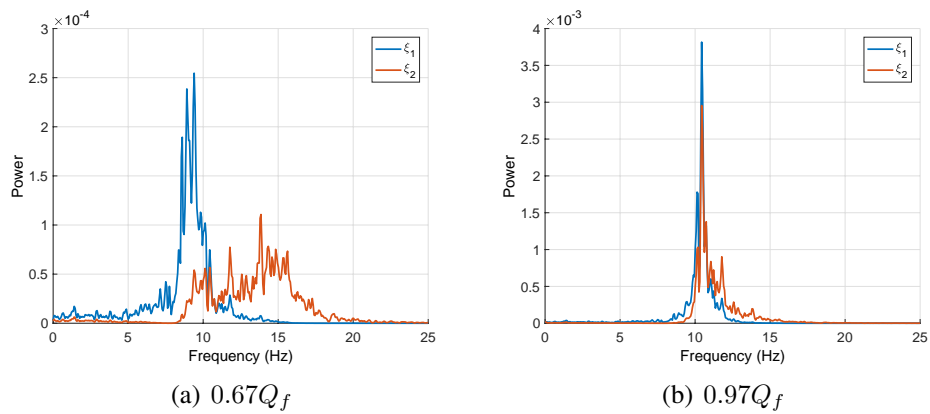 ×10⁻⁴
3
2.5
2
1.5
1
0.5
0
Power
0 5 10 15 20 25
Frequency (Hz)
ξ₁
ξ₂
(a) 0.67Q_f
×10⁻³
4
3.5
3
2.5
2
1.5
1
0.5
0
Power
0 5 10 15 20 25
Frequency (Hz)
ξ₁
ξ₂
(b) 0.97Q_f